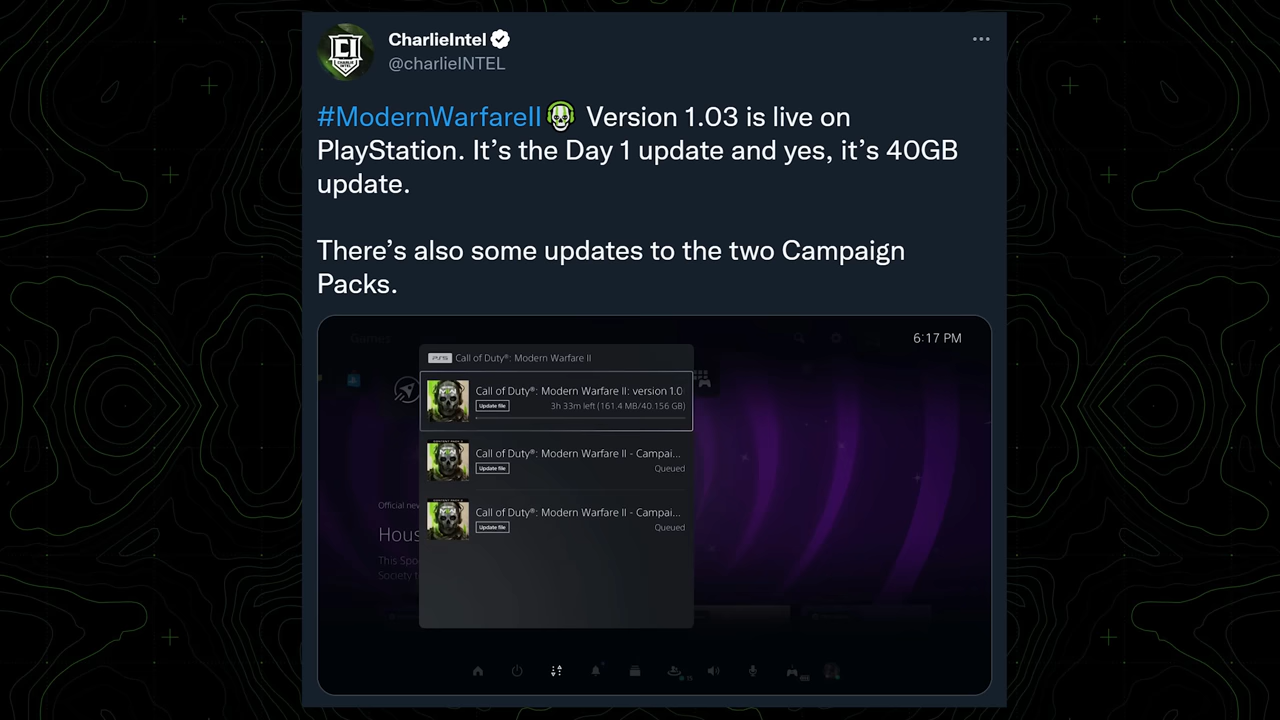 CharlieIntel
@charlieINTEL
#ModernWarfareII Version 1.03 is live on
PlayStation. It’s the Day 1 update and yes, it’s 40GB
update.
There’s also some updates to the two Campaign
Packs.
6:17 PM
Games
PS5 Call of Duty®: Modern Warfare II
Call of Duty®: Modern Warfare II: version 1.0
Update file 3h 33m left (161.4 MB/40.156 GB)
Call of Duty®: Modern Warfare II - Campai...
Update file Queued
Call of Duty®: Modern Warfare II - Campai...
Update file Queued
Official
Hous
This
Society